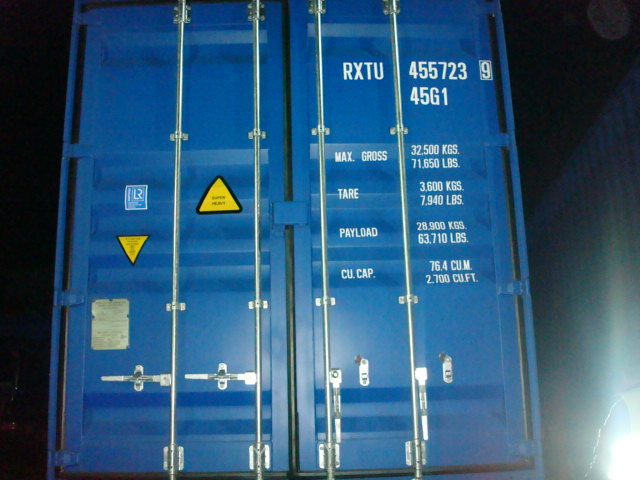 RXTU 455723 9
45G1
MAX. GROSS 32.500 KGS.
71,650 LBS.
TARE 3.600 KGS.
7.940 LBS.
PAYLOAD 28.900 KGS.
63.710 LBS.
CU.CAP. 76.4 CU.M.
2.700 CU.FT.
LR
SUPER
HEAVY